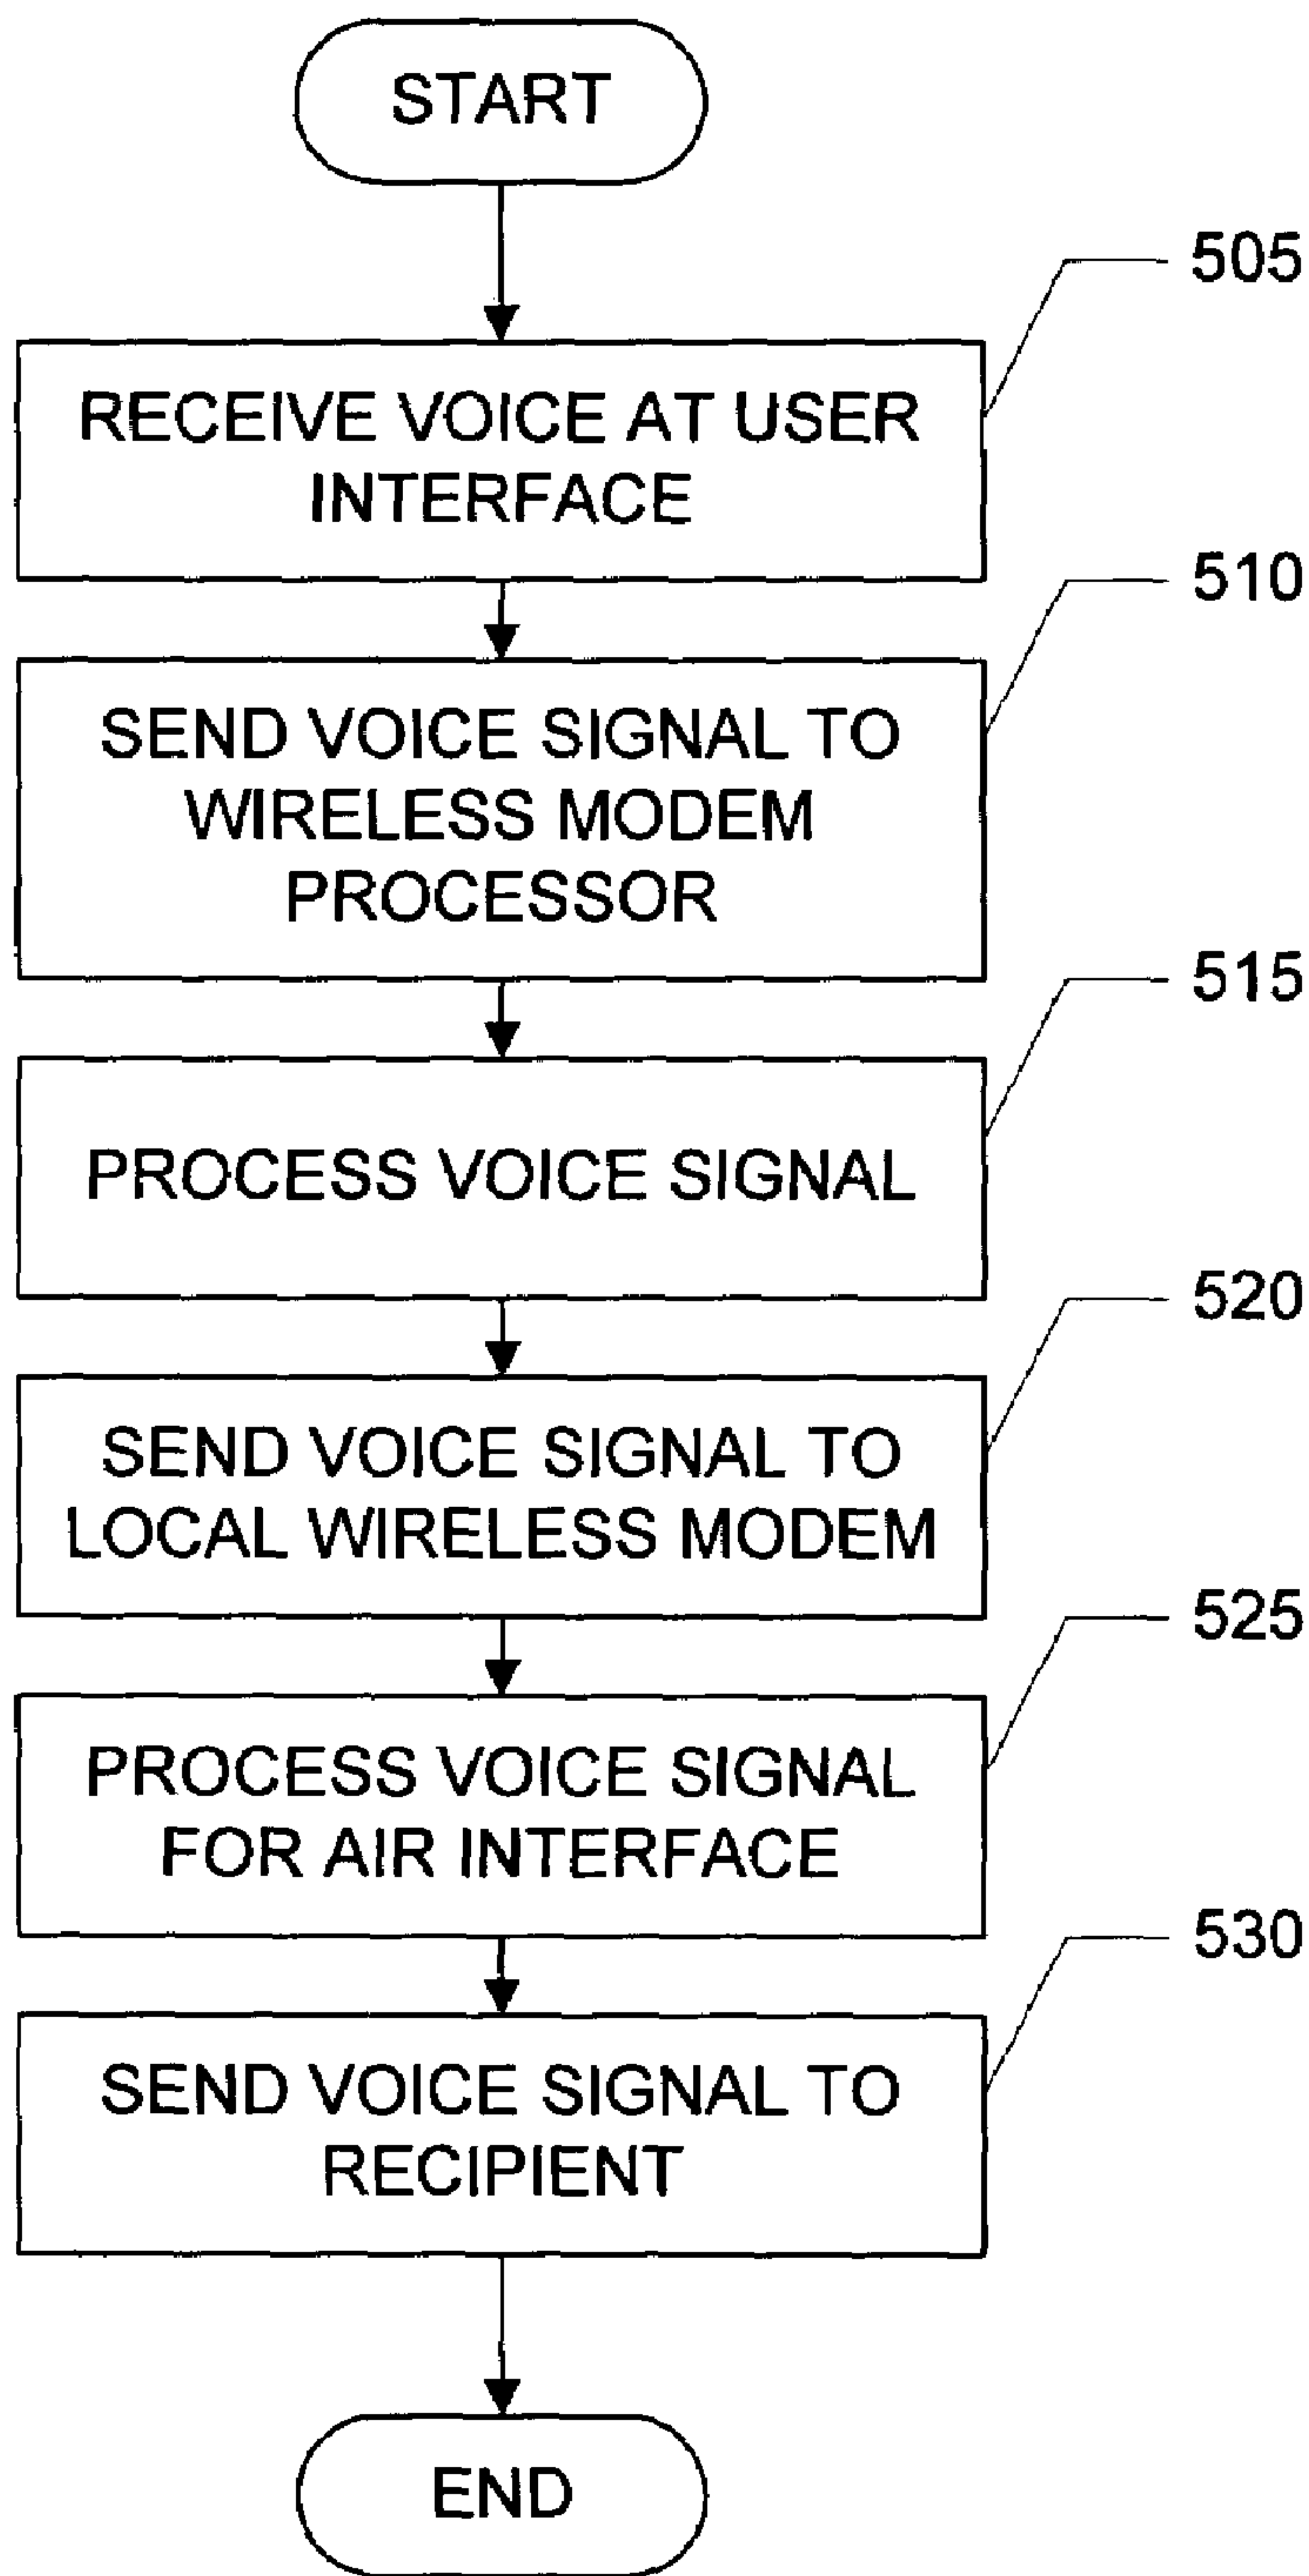 START
505
RECEIVE VOICE AT USER
INTERFACE
510
SEND VOICE SIGNAL TO
WIRELESS MODEM
PROCESSOR
515
PROCESS VOICE SIGNAL
520
SEND VOICE SIGNAL TO
LOCAL WIRELESS MODEM
525
PROCESS VOICE SIGNAL
FOR AIR INTERFACE
530
SEND VOICE SIGNAL TO
RECIPIENT
END